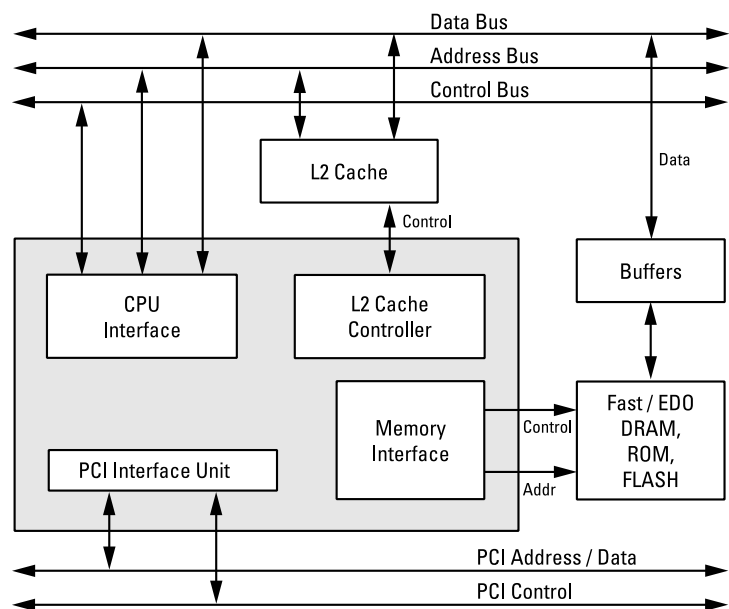 Data Bus
Address Bus
Control Bus
Data
L2 Cache
Control
Buffers
CPU
Interface
L2 Cache
Controller
Memory
Interface
Control
Addr
Fast / EDO
DRAM,
ROM,
FLASH
PCI Interface Unit
PCI Address / Data
PCI Control